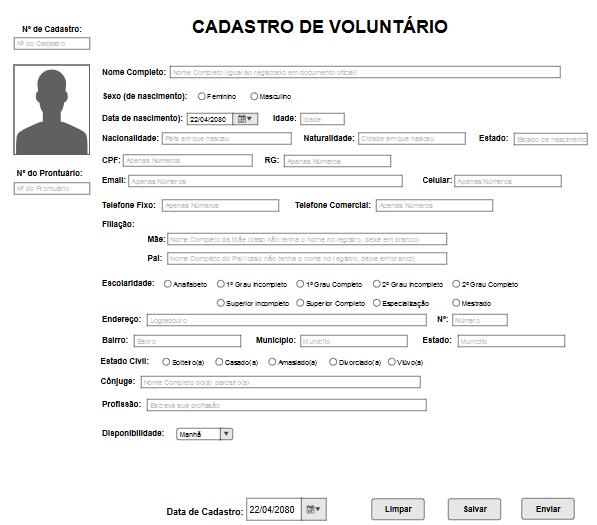 CADASTRO DE VOLUNTÁRIO
Nº de Cadastro:
Nº do Cadastro
Nº do Prontuário:
Nº do Prontuário
Nome Completo: Nome Completo (Igual ao registrado em documento oficial)
Sexo (de nascimento): Feminino Masculino
Data de nascimento): 22/04/2080 Idade: Idade
Nacionalidade: País em que nasceu Naturalidade: Cidade em que nasceu Estado: Estado de nascimento
CPF: Apenas Números RG: Apenas Números
Email: Apenas Números Celular: Apenas Números
Telefone Fixo: Apenas Números Telefone Comercial: Apenas Números
Filiação:
Mãe: Nome Completo da Mãe (caso não tenha o nome no registro, deixe em branco)
Pai: Nome Completo do Pai (caso não tenha o nome no registro, deixe em branco)
Escolaridade: Analfabeto 1º Grau Incompleto 1º Grau Completo 2º Grau Incompleto 2º Grau Completo
Superior Incompleto Superior Completo Especialização Mestrado
Endereço: Logradouro Nº: Número
Bairro: Bairro Município: Município Estado: Município
Estado Civil: Solteiro(a) Casado(a) Amasiado(a) Divorciado(a) Viúvo(a)
Cônjuge: Nome Completo do(a) parceiro(a)
Profissão: Escreva sua profissão
Disponibilidade: Manhã
Data de Cadastro: 22/04/2080 Limpar Salvar Enviar